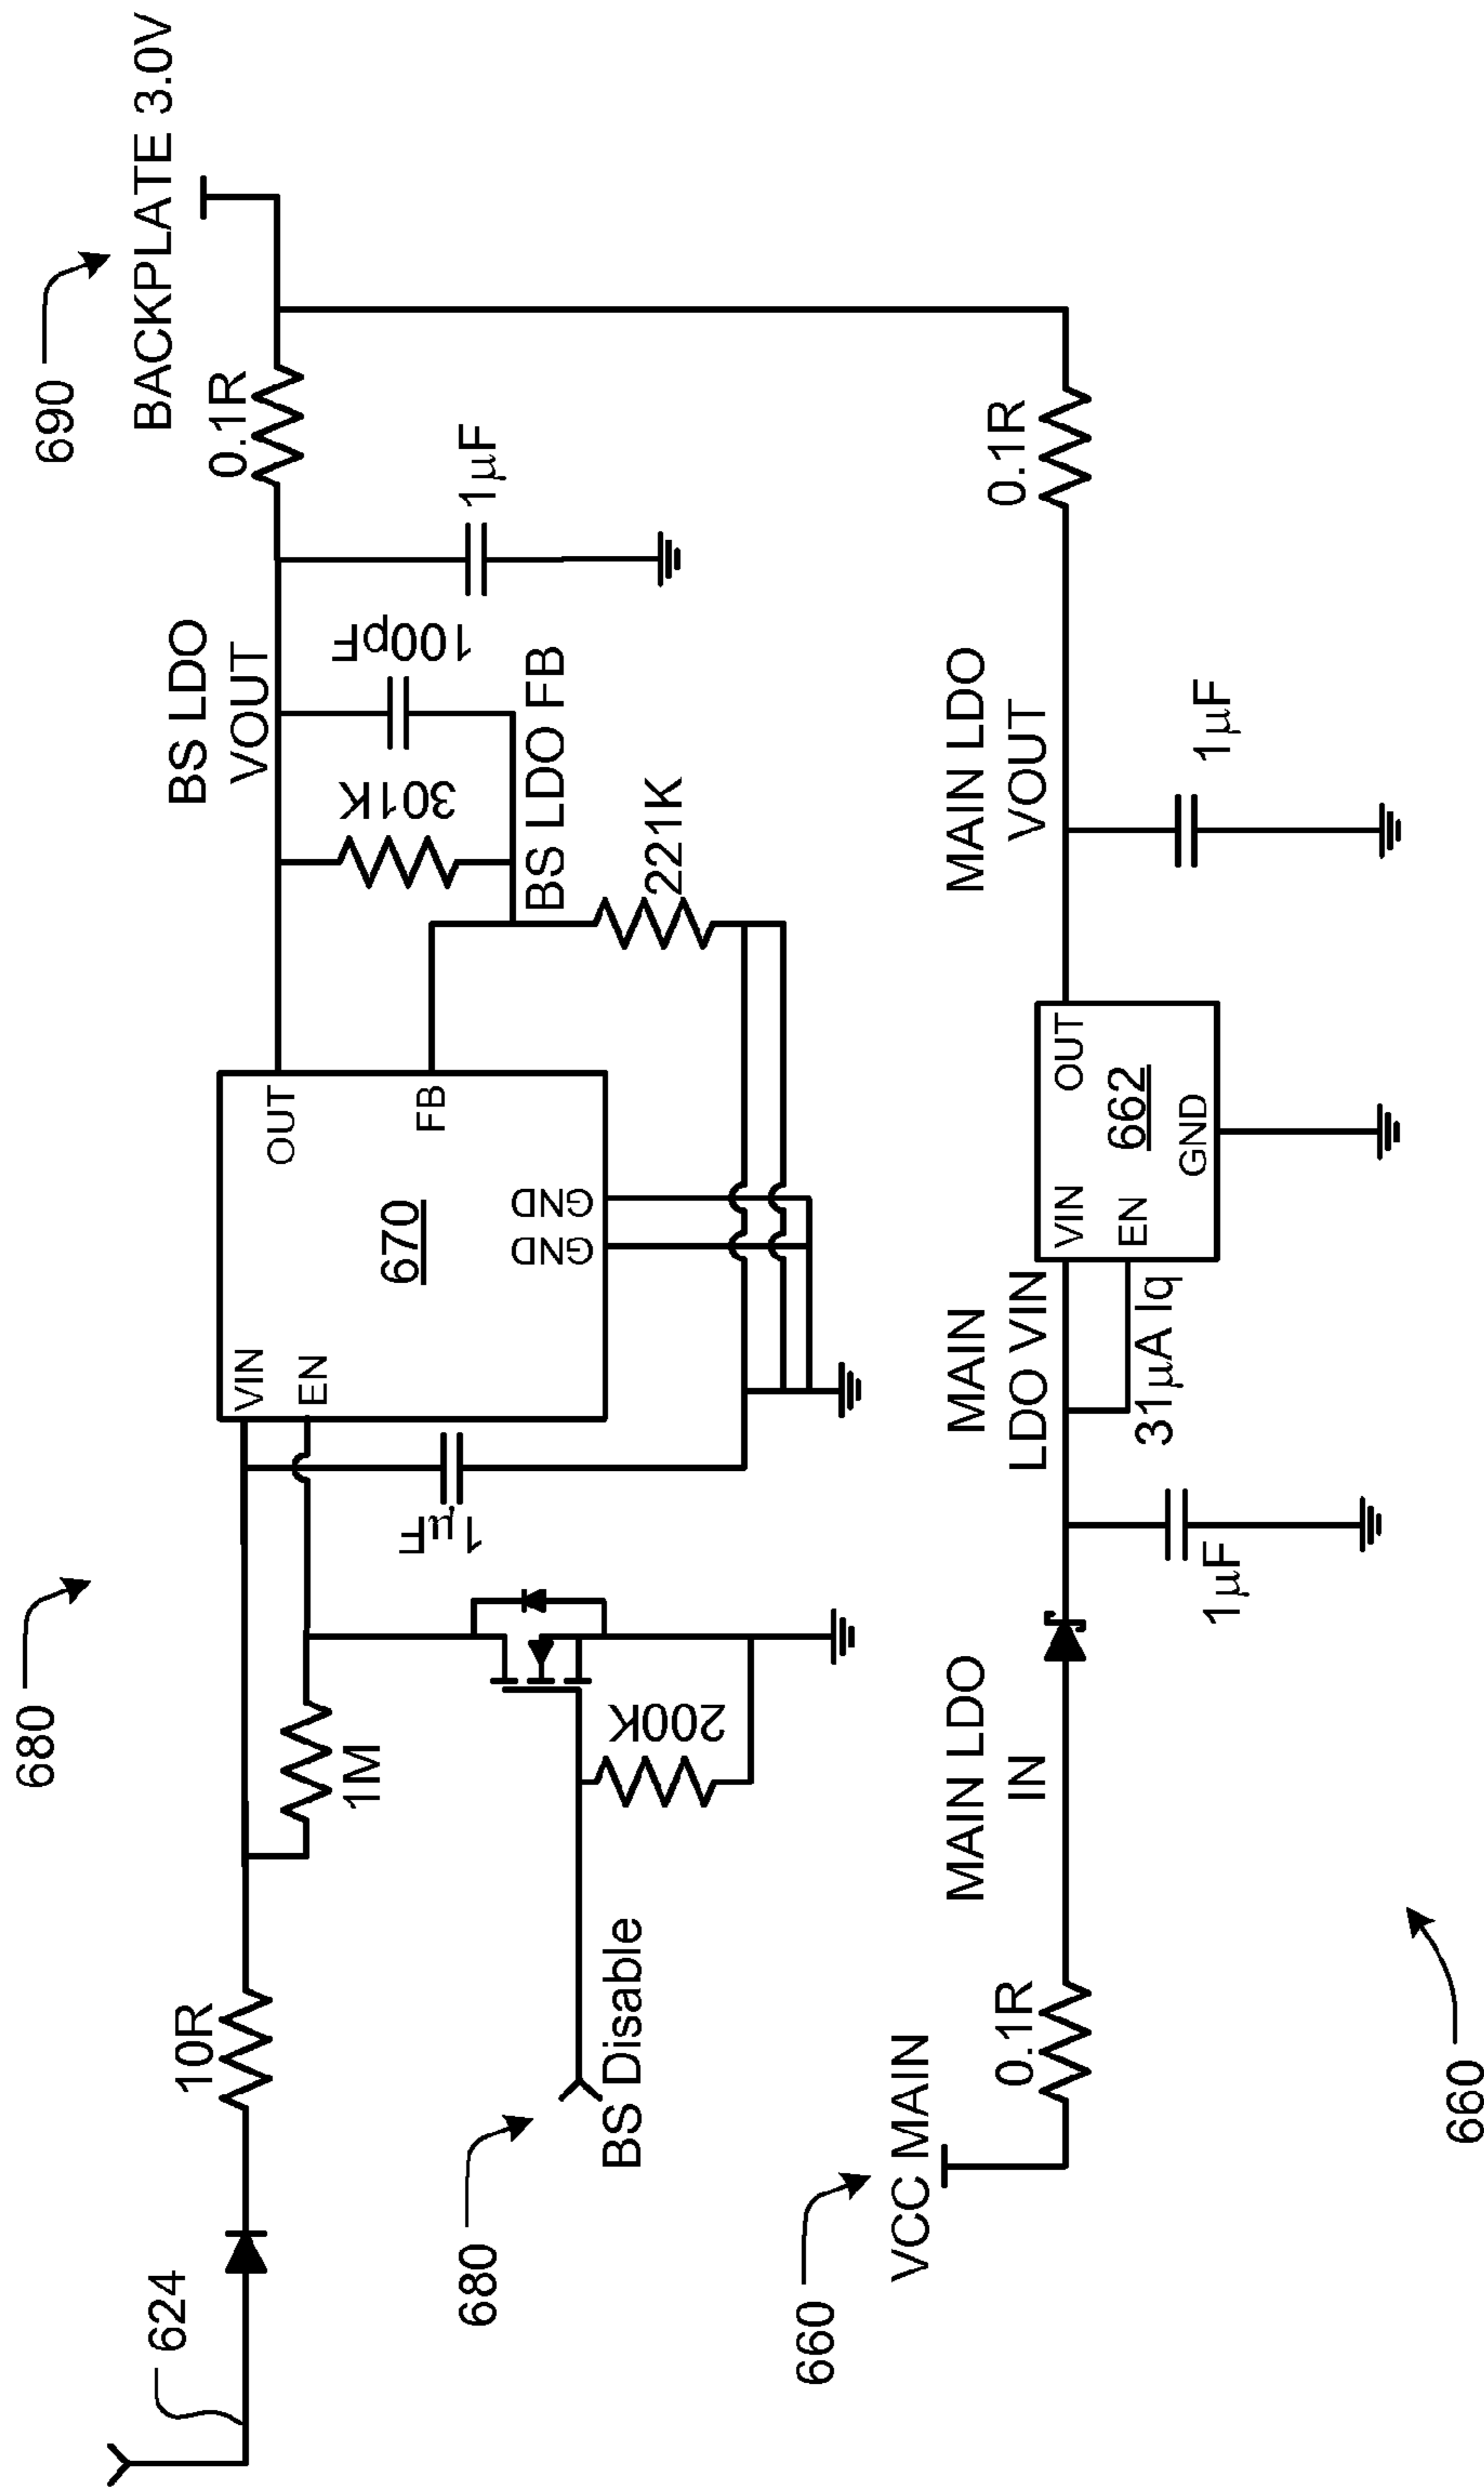 690
BACKPLATE 3.0V
680
BS LDO
VOUT
0.1R
624
10R
1M
VIN
EN
OUT
FB
670
GND
GND
1µF
301K
100pF
1µF
BS LDO FB
221K
200K
680
BS Disable
660
VCC MAIN
0.1R
MAIN LDO
IN
MAIN
LDO VIN
31µA Iq
1µF
VIN
EN
OUT
662
GND
MAIN LDO
VOUT
1µF
0.1R
660